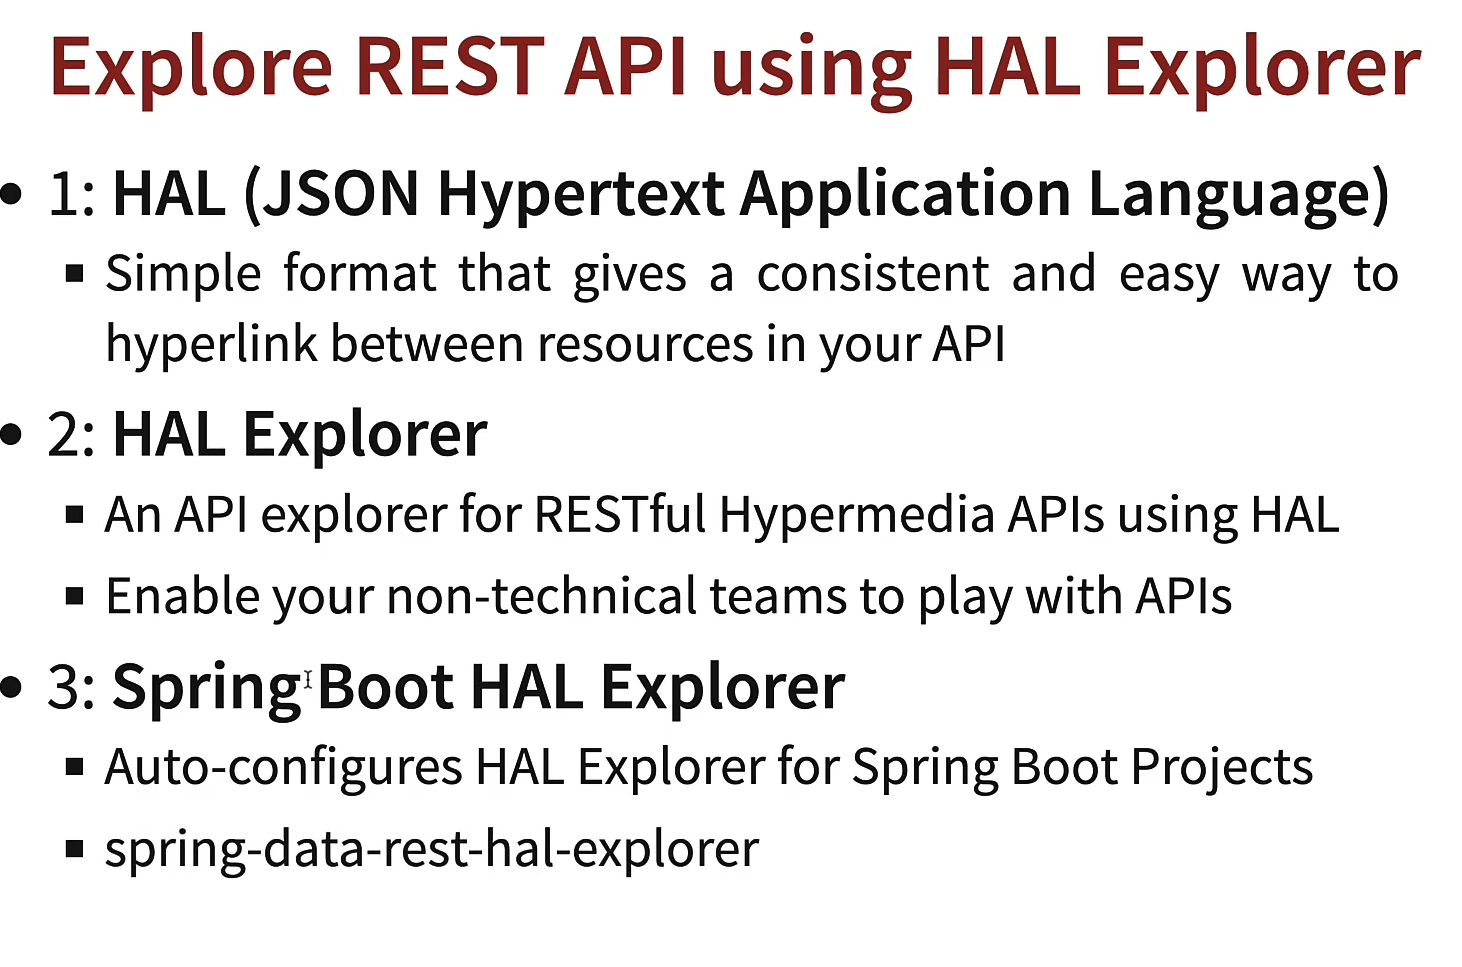 Explore REST API using HAL Explorer
• 1: HAL (JSON Hypertext Application Language)
▪ Simple format that gives a consistent and easy way to
hyperlink between resources in your API
• 2: HAL Explorer
▪ An API explorer for RESTful Hypermedia APIs using HAL
▪ Enable your non-technical teams to play with APIs
• 3: Spring Boot HAL Explorer
▪ Auto-configures HAL Explorer for Spring Boot Projects
▪ spring-data-rest-hal-explorer